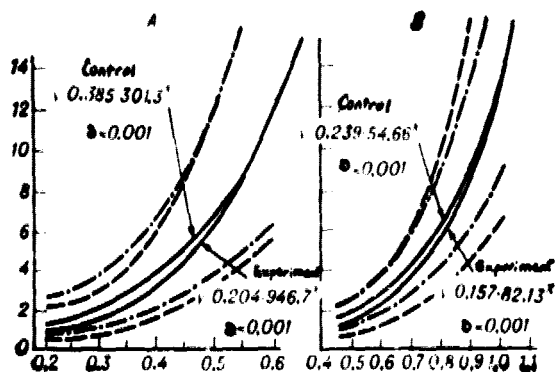 A
14
12
10
8
6
4
2
0
Control
0.385·301.3ˣ
a=0.001
Experiment
0.204·946.7ˣ
a=0.001
0.2 0.3 0.4 0.5 0.6
B
Control
0.239·54.66ˣ
a=0.001
Experiment
0.157·82.13ˣ
a=0.001
0.4 0.5 0.6 0.7 0.8 0.9 1.0 1.1